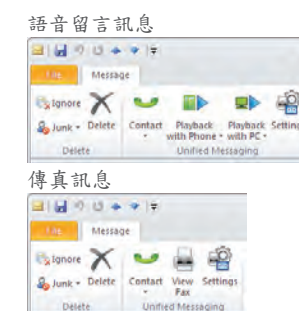 語音留言訊息
File Message
Ignore
Junk Delete Contact Playback with Phone Playback with PC Setting
Delete Unified Messaging
傳真訊息
File Message
Ignore
Junk Delete Contact View Fax Settings
Delete Unified Messaging